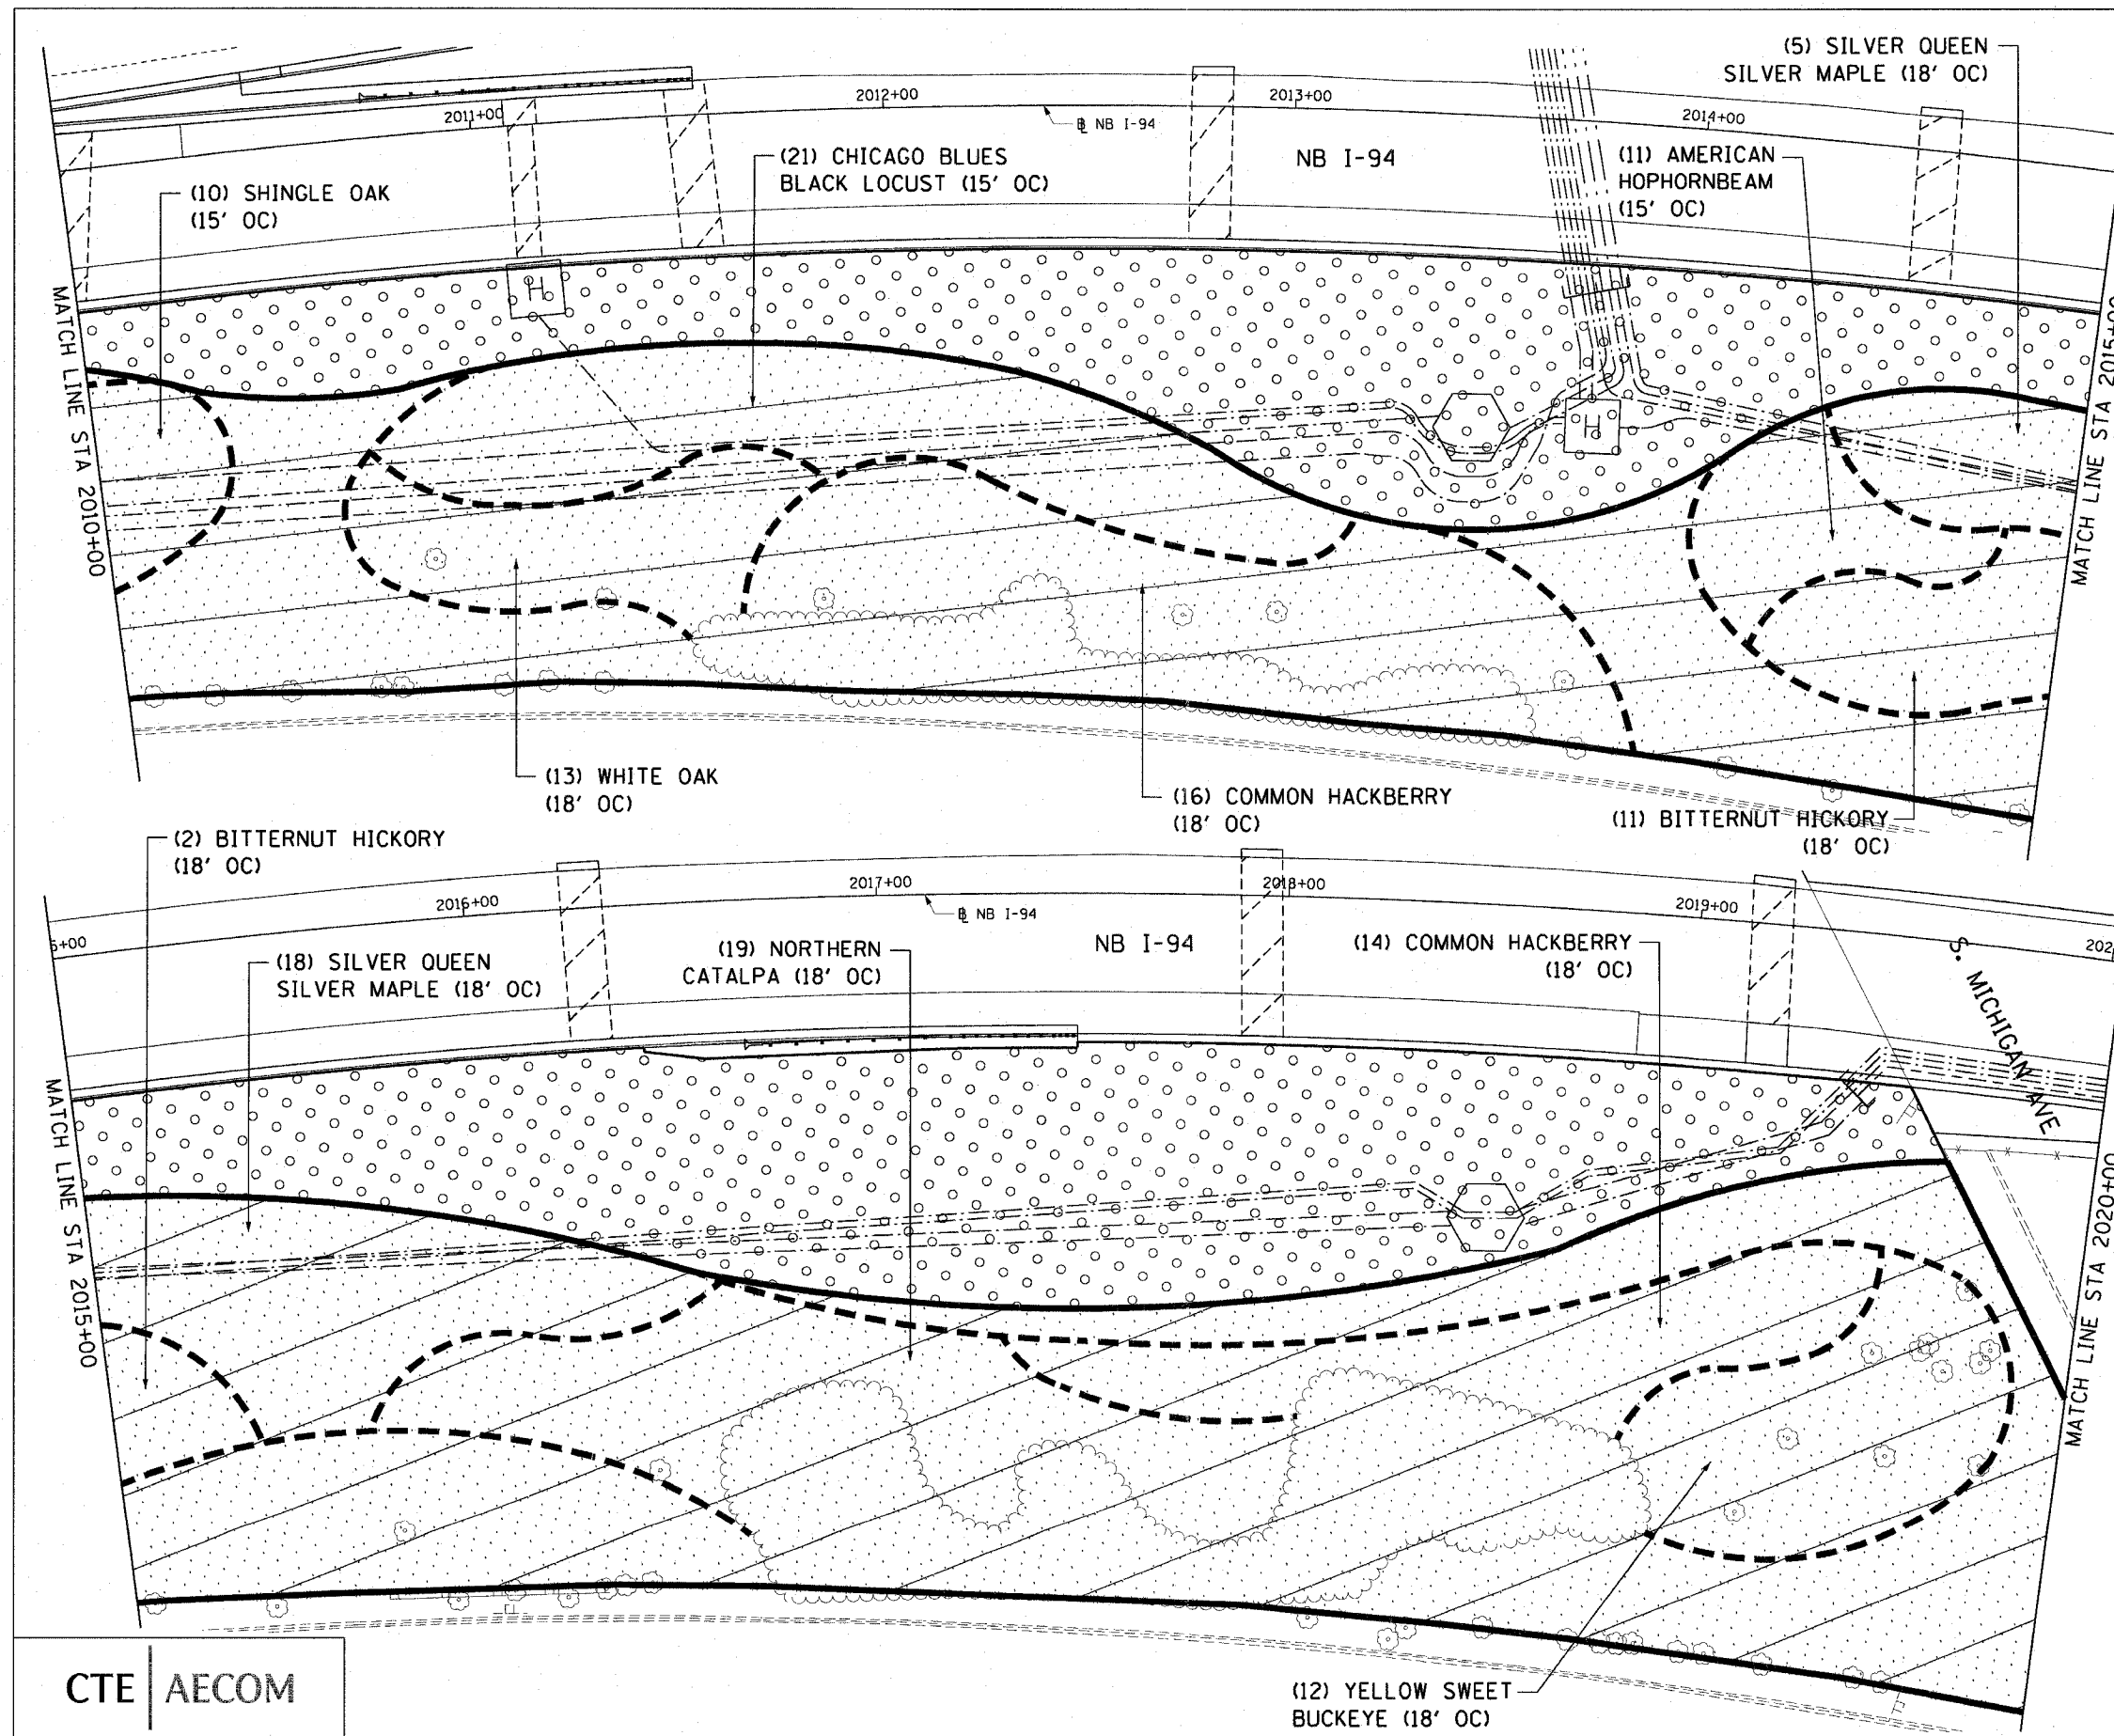 (5) SILVER QUEEN
SILVER MAPLE (18' OC)
2011+00
2012+00
2013+00
2014+00
B NB I-94
NB I-94
(10) SHINGLE OAK
(15' OC)
(21) CHICAGO BLUES
BLACK LOCUST (15' OC)
(11) AMERICAN
HOPHORNBEAM
(15' OC)
MATCH LINE STA 2010+00
H
H
MATCH LINE STA 2015+00
(13) WHITE OAK
(18' OC)
(16) COMMON HACKBERRY
(18' OC)
(11) BITTERNUT HICKORY
(18' OC)
(2) BITTERNUT HICKORY
(18' OC)
5+00
2016+00
2017+00
2018+00
2019+00
202
B NB I-94
NB I-94
(18) SILVER QUEEN
SILVER MAPLE (18' OC)
(19) NORTHERN
CATALPA (18' OC)
(14) COMMON HACKBERRY
(18' OC)
S. MICHIGAN AVE
MATCH LINE STA 2015+00
MATCH LINE STA 2020+00
(12) YELLOW SWEET
BUCKEYE (18' OC)
CTE AECOM